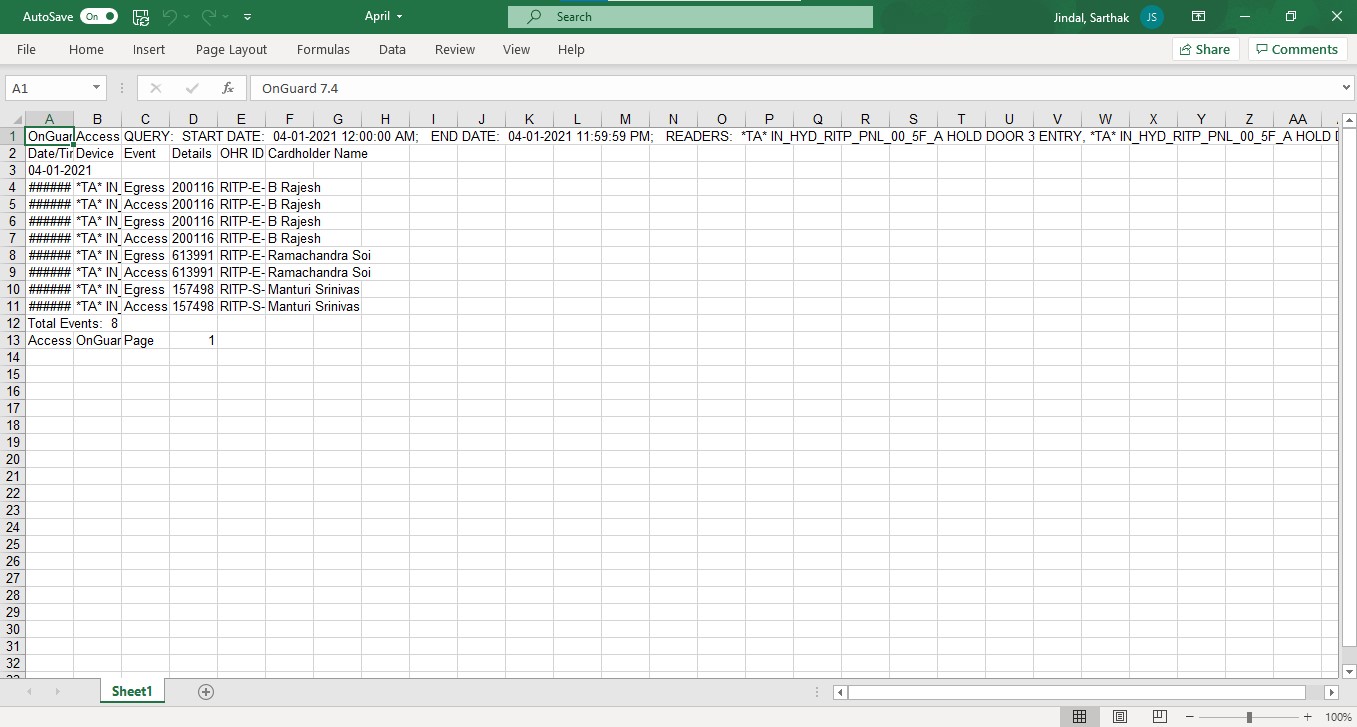 AutoSave On April Search Jindal, Sarthak JS
File Home Insert Page Layout Formulas Data Review View Help Share Comments
A1 fx OnGuard 7.4
A B C D E F G H I J K L M N O P Q R S T U V W X Y Z AA
1 OnGuar Access QUERY: START DATE: 04-01-2021 12:00:00 AM; END DATE: 04-01-2021 11:59:59 PM; READERS: *TA* IN_HYD_RITP_PNL_00_5F_A HOLD DOOR 3 ENTRY, *TA* IN_HYD_RITP_PNL_00_5F_A HOLD
2 Date/Tir Device Event Details OHR ID Cardholder Name
3 04-01-2021
4 ###### *TA* IN_ Egress 200116 RITP-E- B Rajesh
5 ###### *TA* IN_ Access 200116 RITP-E- B Rajesh
6 ###### *TA* IN_ Egress 200116 RITP-E- B Rajesh
7 ###### *TA* IN_ Access 200116 RITP-E- B Rajesh
8 ###### *TA* IN_ Egress 613991 RITP-E- Ramachandra Soi
9 ###### *TA* IN_ Access 613991 RITP-E- Ramachandra Soi
10 ###### *TA* IN_ Egress 157498 RITP-S- Manturi Srinivas
11 ###### *TA* IN_ Access 157498 RITP-S- Manturi Srinivas
12 Total Events: 8
13 Access OnGuar Page 1
14
15
16
17
18
19
20
21
22
23
24
25
26
27
28
29
30
31
32
Sheet1
100%